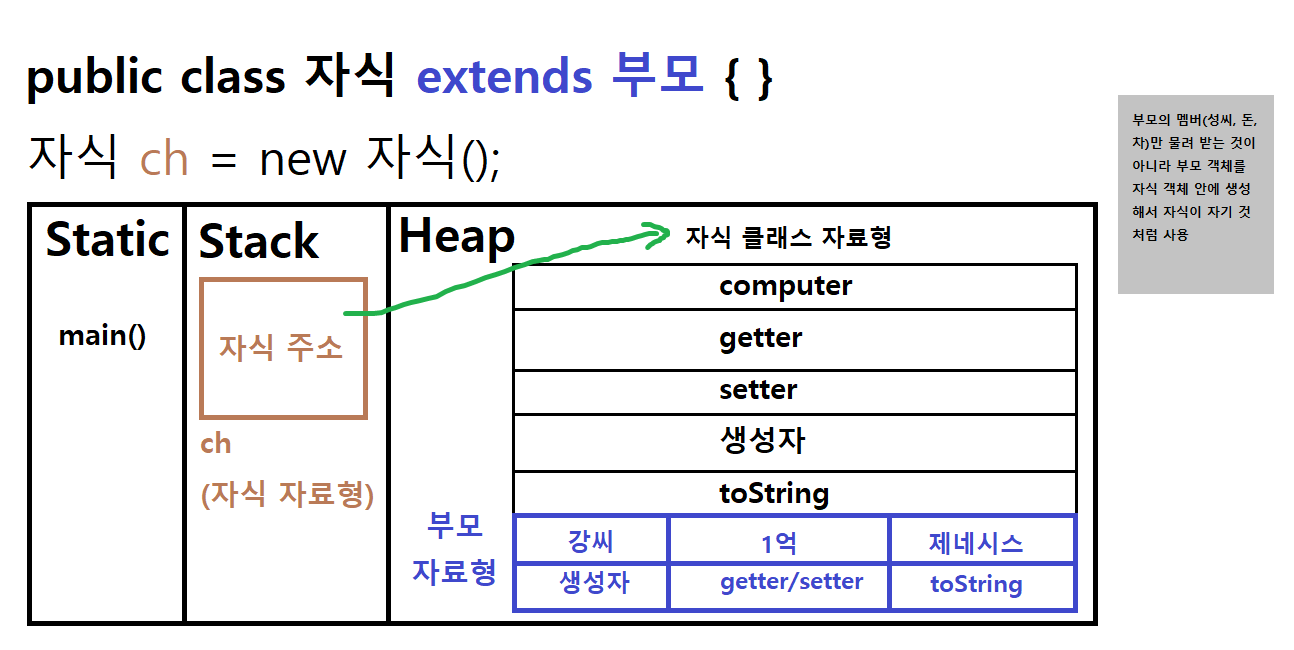 public class 자식 extends 부모 { }
자식 ch = new 자식();
부모의 멤버(성씨, 돈,
차)만 물려 받는 것이
아니라 부모 객체를
자식 객체 안에 생성
해서 자식이 자기 것
처럼 사용
Static
Stack
Heap
자식 클래스 자료형
main()
자식 주소
ch
(자식 자료형)
computer
getter
setter
생성자
toString
부모
자료형
강씨
1억
제네시스
생성자
getter/setter
toString